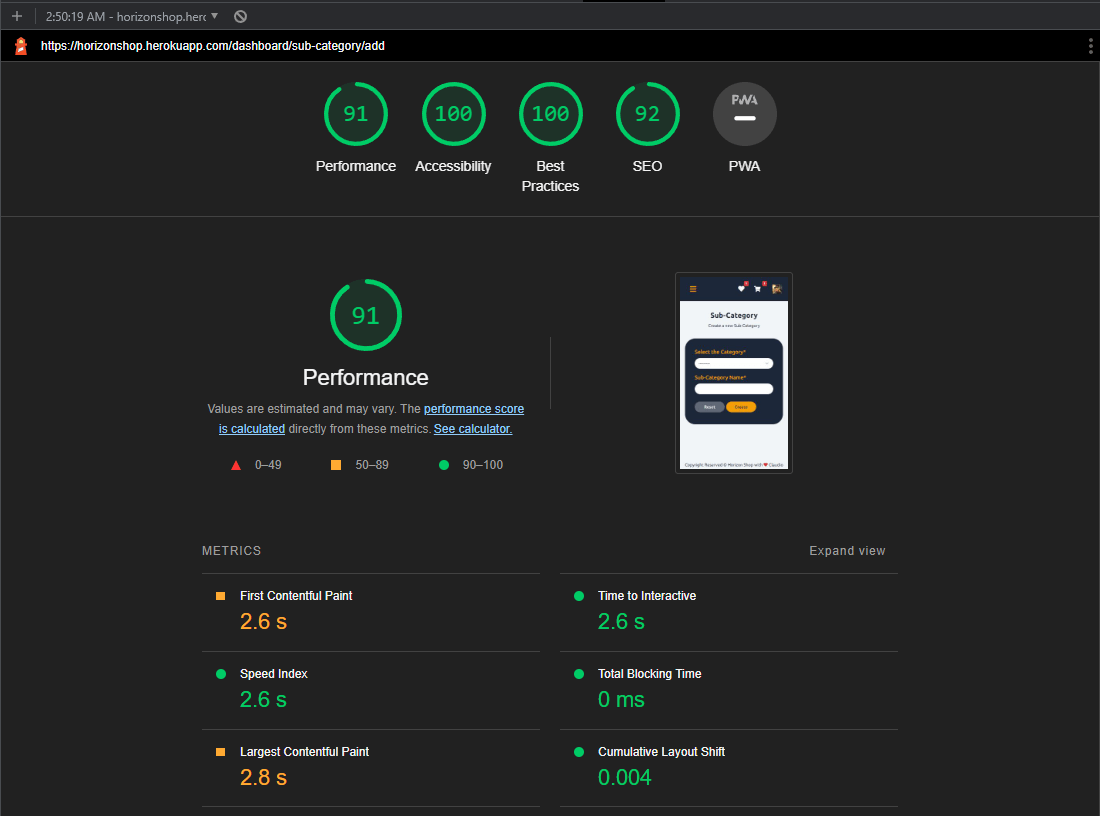 2:50:19 AM - horizonshop.herc
https://horizonshop.herokuapp.com/dashboard/sub-category/add
91 100 100 92 PWA
Performance Accessibility Best Practices SEO PWA
91
Performance
Values are estimated and may vary. The performance score
is calculated directly from these metrics. See calculator.
0–49 50–89 90–100
Sub-Category
Create a new Sub Category
Select the Category*
Sub-Category Name*
Reset
Copyright Reserved © Horizon Shop with ❤ Claudia
METRICS Expand view
First Contentful Paint Time to Interactive
2.6 s 2.6 s
Speed Index Total Blocking Time
2.6 s 0 ms
Largest Contentful Paint Cumulative Layout Shift
2.8 s 0.004